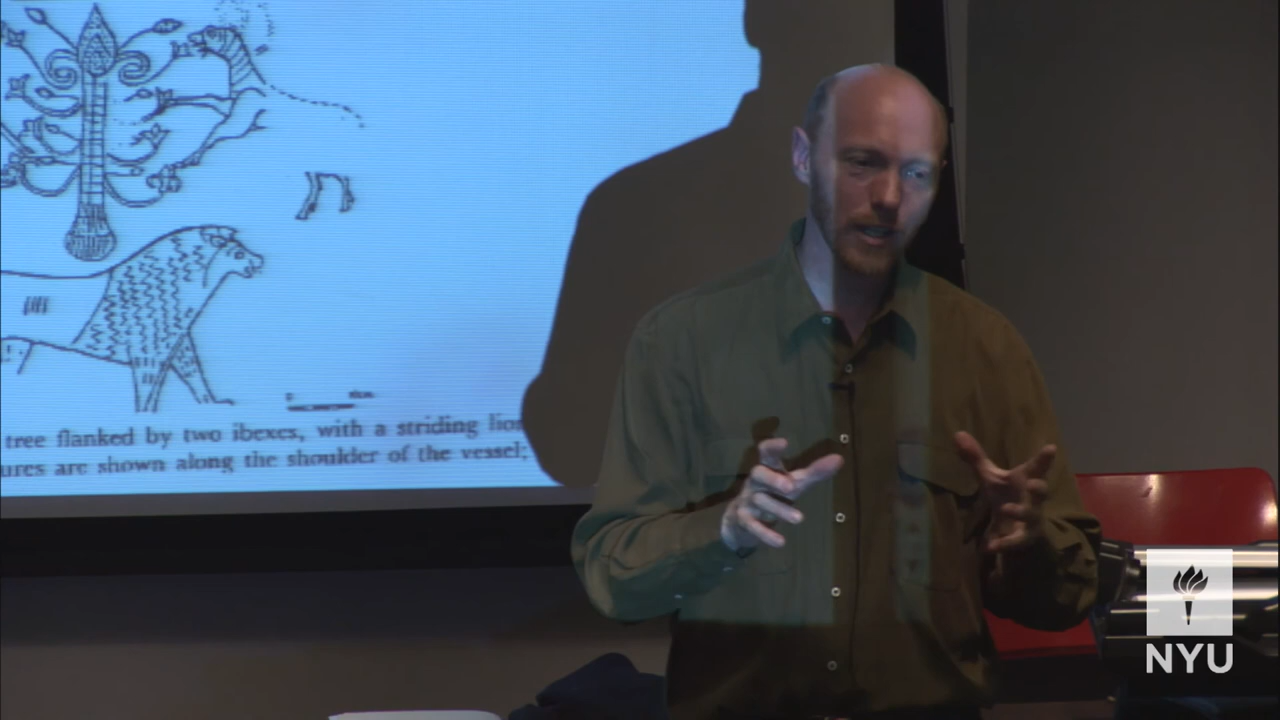 tree flanked by two ibexes, with a striding lion
ures are shown along the shoulder of the vessel;
NYU